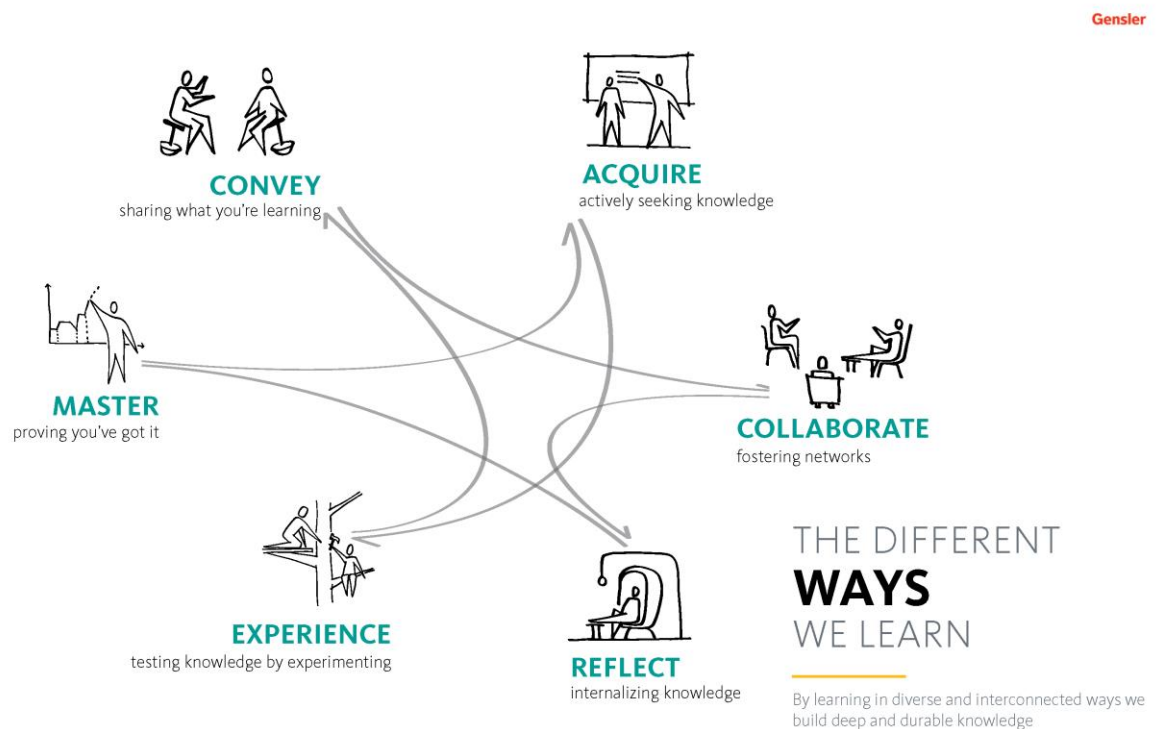 Gensler
CONVEY
sharing what you're learning
ACQUIRE
actively seeking knowledge
MASTER
proving you've got it
COLLABORATE
fostering networks
EXPERIENCE
testing knowledge by experimenting
REFLECT
internalizing knowledge
THE DIFFERENT
WAYS
WE LEARN
By learning in diverse and interconnected ways we
build deep and durable knowledge